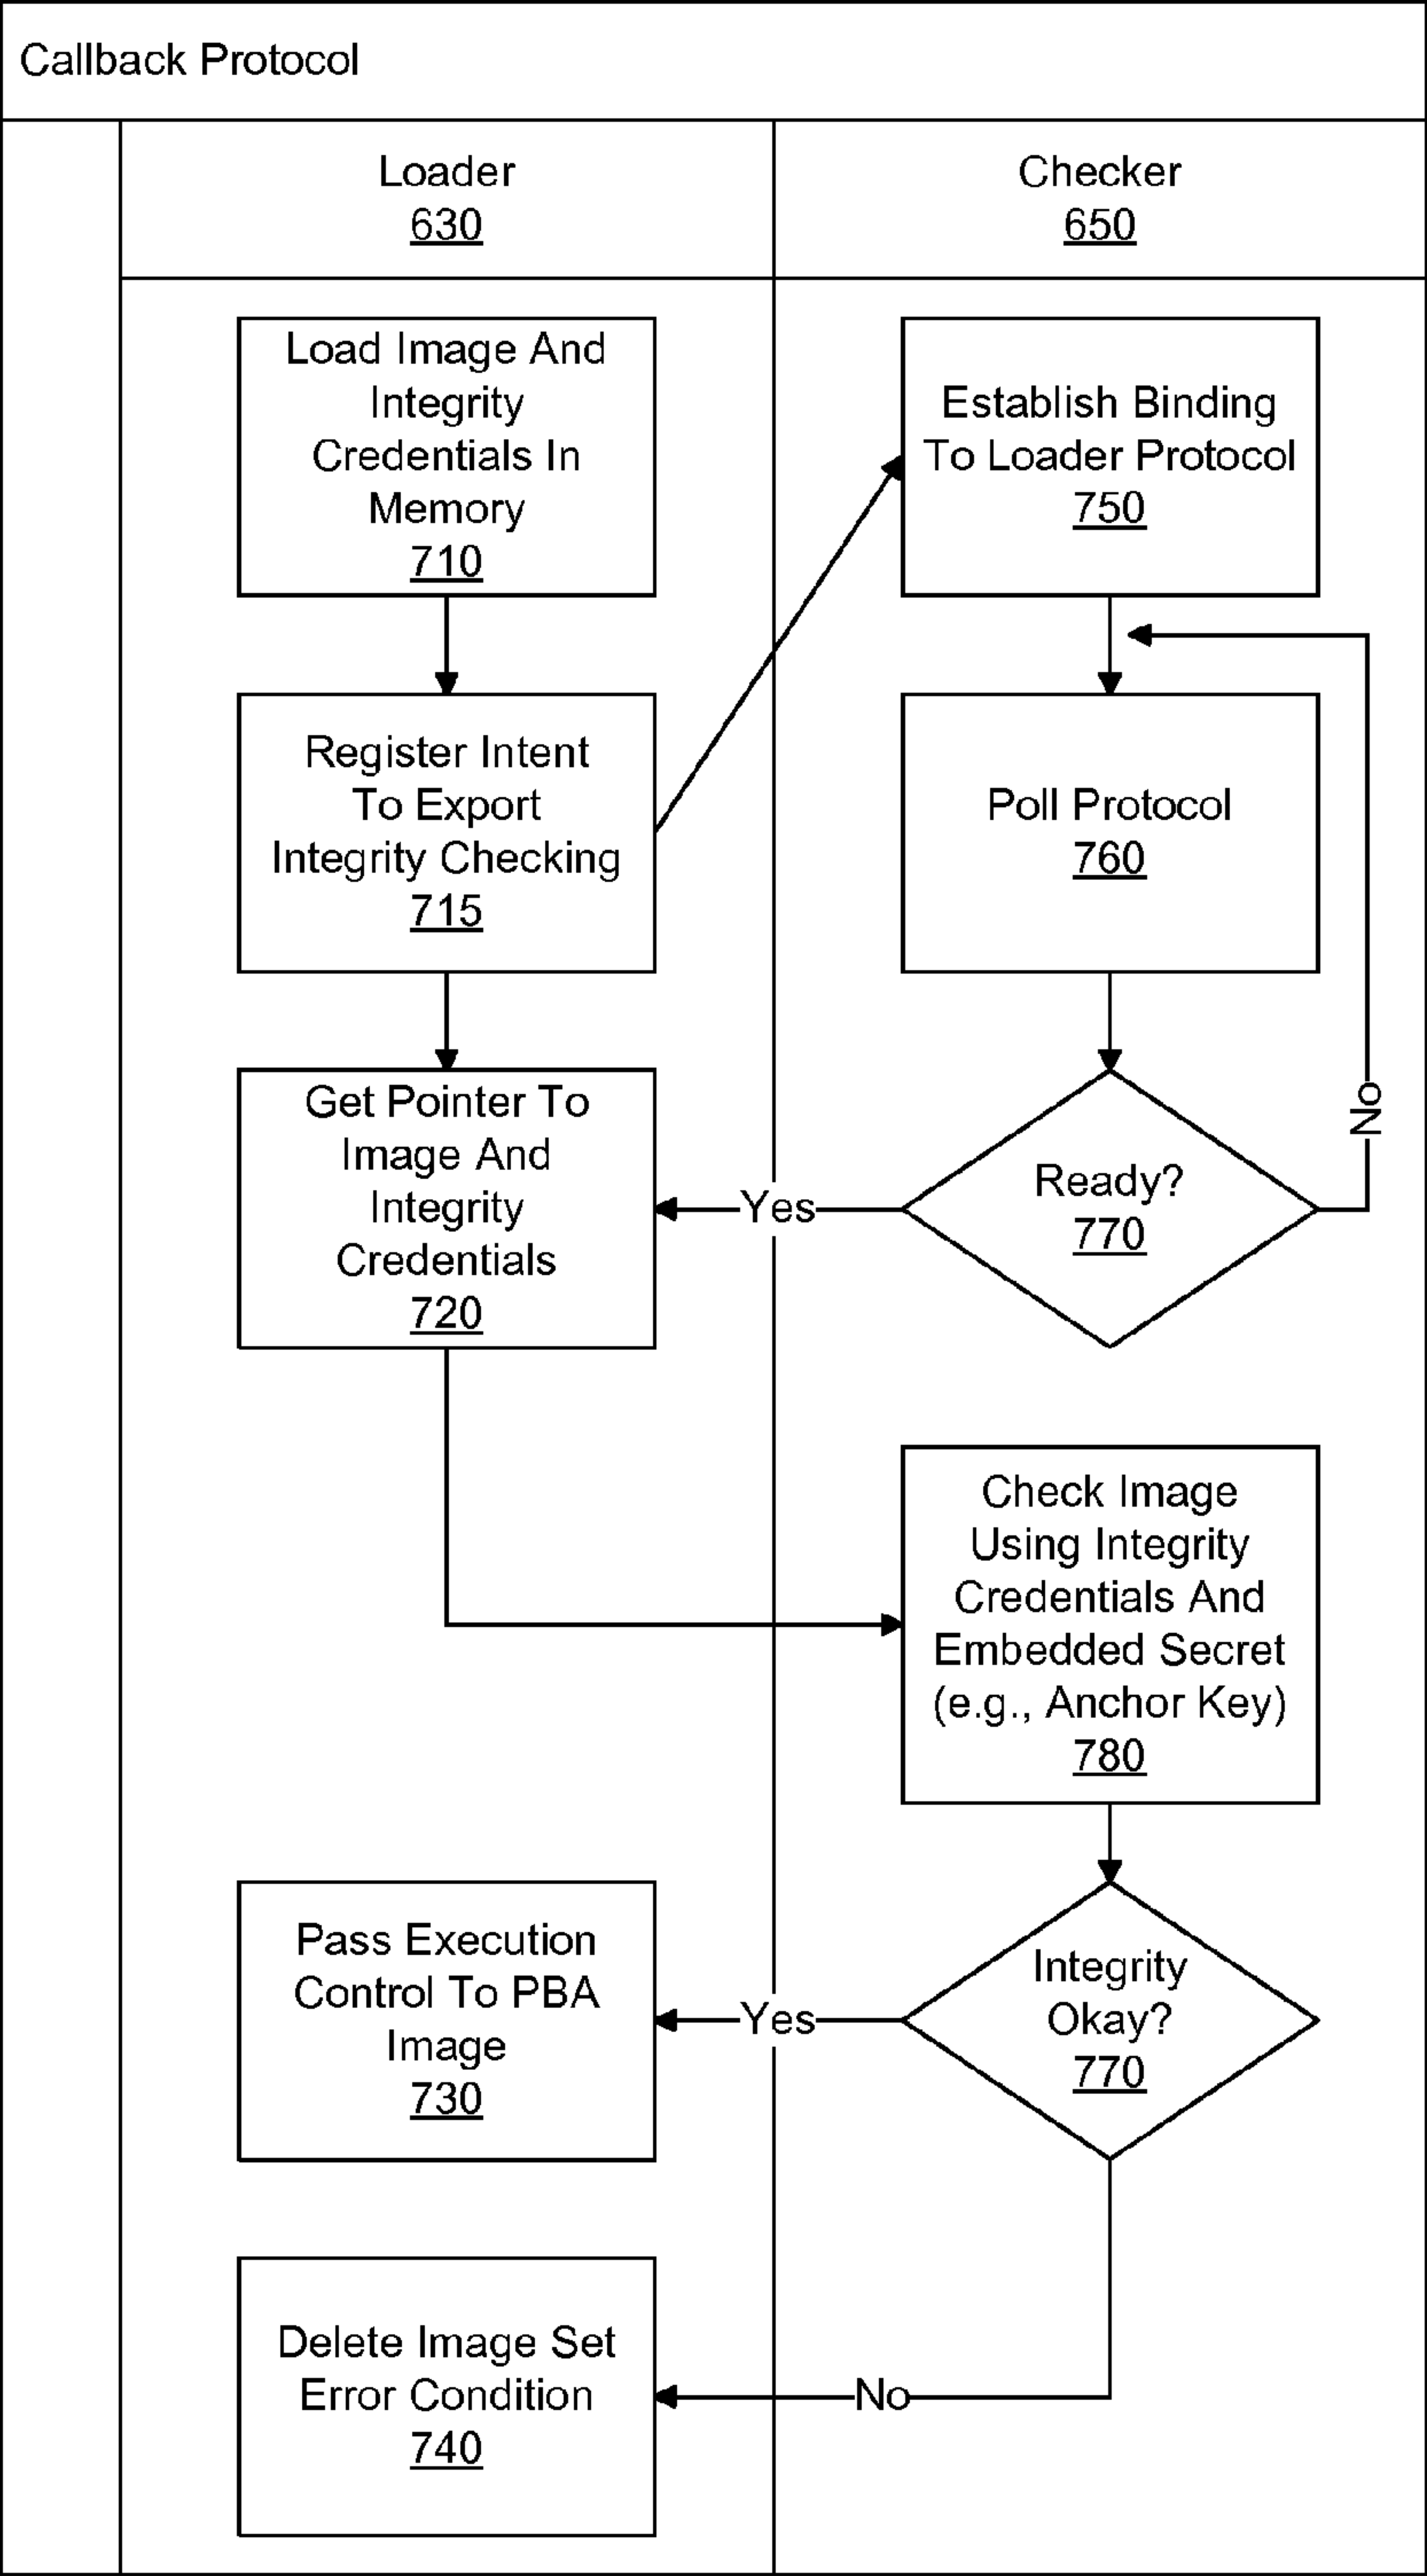 Callback Protocol
Loader
630
Checker
650
Load Image And
Integrity
Credentials In
Memory
710
Establish Binding
To Loader Protocol
750
Register Intent
To Export
Integrity Checking
715
Poll Protocol
760
Get Pointer To
Image And
Integrity
Credentials
720
Yes
Ready?
770
No
Check Image
Using Integrity
Credentials And
Embedded Secret
(e.g., Anchor Key)
780
Pass Execution
Control To PBA
Image
730
Yes
Integrity
Okay?
770
Delete Image Set
Error Condition
740
No